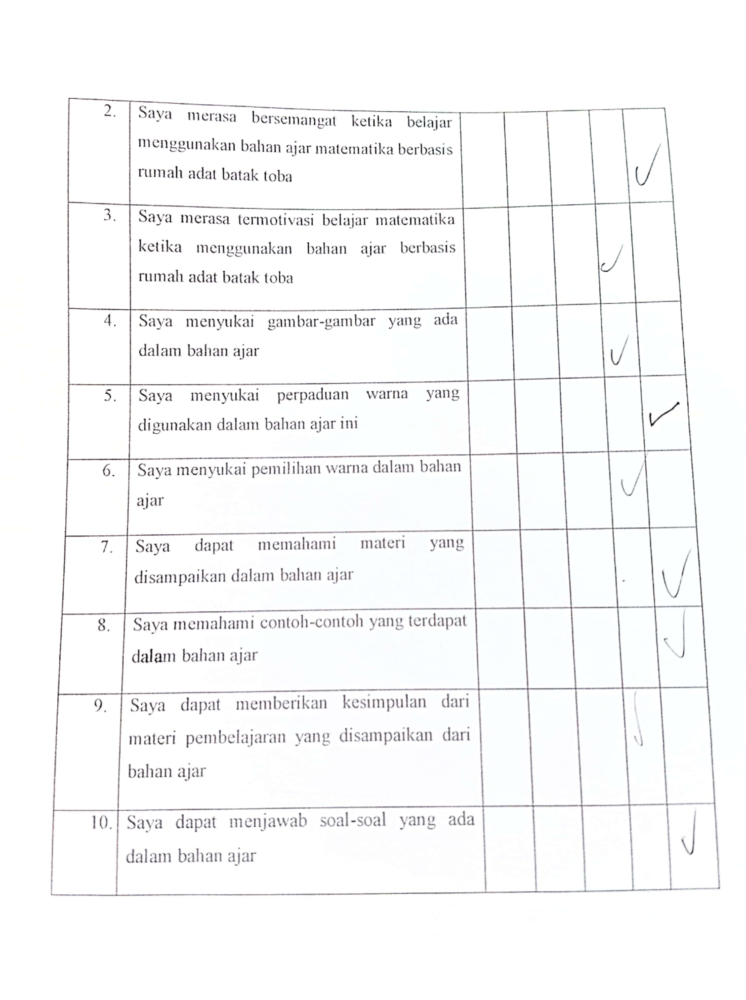 2. Saya merasa bersemangat ketika belajar
menggunakan bahan ajar matematika berbasis
rumah adat batak toba
3. Saya merasa termotivasi belajar matematika
ketika menggunakan bahan ajar berbasis
rumah adat batak toba
4. Saya menyukai gambar-gambar yang ada
dalam bahan ajar
5. Saya menyukai perpaduan warna yang
digunakan dalam bahan ajar ini
6. Saya menyukai pemilihan warna dalam bahan
ajar
7. Saya dapat memahami materi yang
disampaikan dalam bahan ajar
8. Saya memahami contoh-contoh yang terdapat
dalam bahan ajar
9. Saya dapat memberikan kesimpulan dari
materi pembelajaran yang disampaikan dari
bahan ajar
10. Saya dapat menjawab soal-soal yang ada
dalam bahan ajar